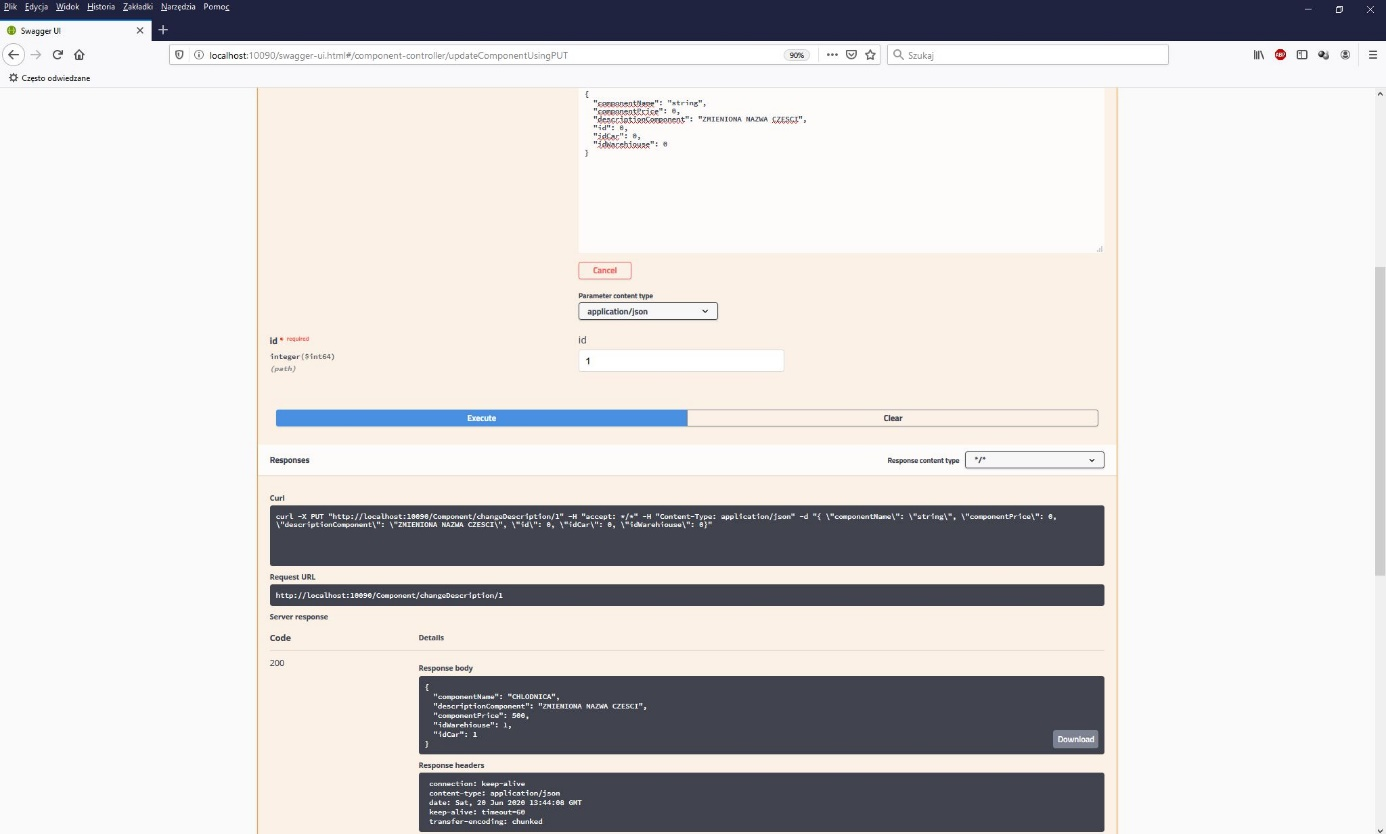 Plik Edycja Widok Historia Zakładki Narzędzia Pomoc
Swagger UI
localhost:10090/swagger-ui.html#/component-controller/updateComponentUsingPUT
90%
Szukaj
ABP
Często odwiedzane
{
"componentName": "string",
"componentPrice": 0,
"descriptionComponent": "ZMIENIONA NAZWA CZESCI",
"id": 0,
"idCar": 0,
"idWarehiouse": 0
}
Cancel
Parameter content type
application/json
id * required
id
integer($int64)
1
(path)
Execute
Clear
Responses
Response content type
*/*
Curl
curl -X PUT "http://localhost:10090/Component/changeDescription/1" -H "accept: */*" -H "Content-Type: application/json" -d "{ \"componentName\": \"string\", \"componentPrice\": 0,
\"descriptionComponent\": \"ZMIENIONA NAZWA CZESCI\", \"id\": 0, \"idCar\": 0, \"idWarehiouse\": 0}"
Request URL
http://localhost:10090/Component/changeDescription/1
Server response
Code
Details
200
Response body
{
"componentName": "CHLODNICA",
"descriptionComponent": "ZMIENIONA NAZWA CZESCI",
"componentPrice": 500,
"idWarehiouse": 1,
"idCar": 1
}
Download
Response headers
connection: keep-alive
content-type: application/json
date: Sat, 20 Jun 2020 13:44:08 GMT
keep-alive: timeout=60
transfer-encoding: chunked